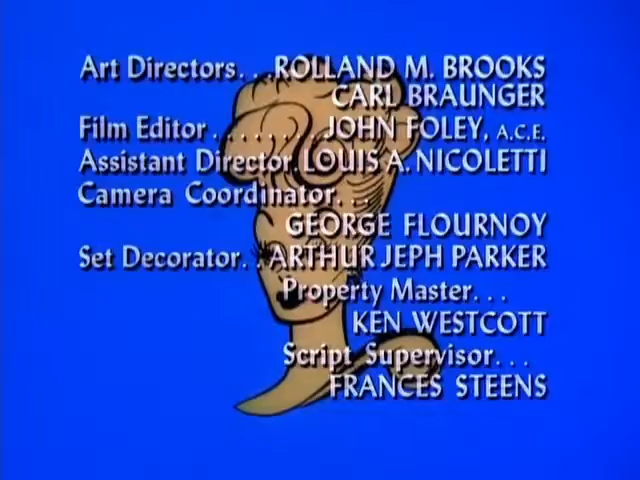 Art Directors. . .ROLLAND M. BROOKS
CARL BRAUNGER
Film Editor . . . . . . . . .JOHN FOLEY, A.C.E.
Assistant Director.LOUIS A. NICOLETTI
Camera Coordinator. . .
GEORGE FLOURNOY
Set Decorator. . .ARTHUR JEPH PARKER
Property Master. . .
KEN WESTCOTT
Script Supervisor. . .
FRANCES STEENS